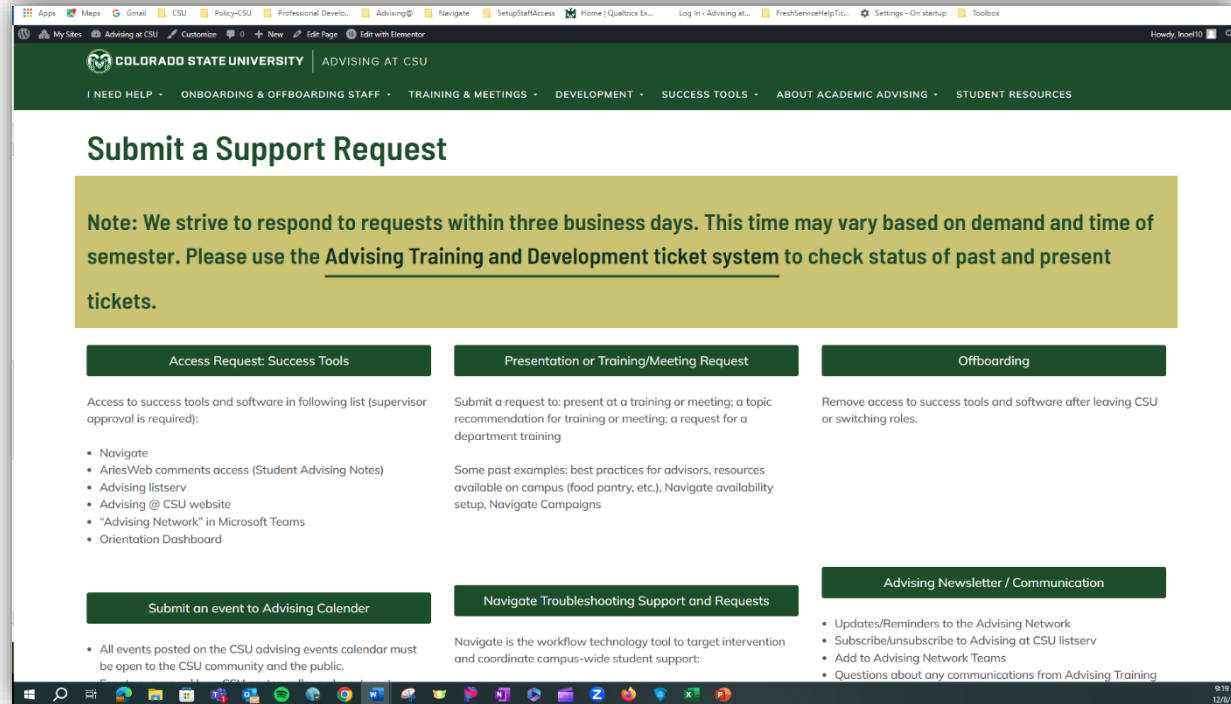 Apps Maps Gmail CSU Policy-CSU Professional Develo... Advising@ Navigate SetupStaffAccess Home | Qualtrics Ex... Log In ‹ Advising at... FreshServiceHelpTic... Settings - On startup Toolbox
My Sites Advising at CSU Customize 0 + New Edit Page Edit with Elementor Howdy, lnoel10
COLORADO STATE UNIVERSITY ADVISING AT CSU
I NEED HELP ONBOARDING & OFFBOARDING STAFF TRAINING & MEETINGS DEVELOPMENT SUCCESS TOOLS ABOUT ACADEMIC ADVISING STUDENT RESOURCES
Submit a Support Request
Note: We strive to respond to requests within three business days. This time may vary based on demand and time of
semester. Please use the Advising Training and Development ticket system to check status of past and present
tickets.
Access Request: Success Tools
Access to success tools and software in following list (supervisor
approval is required):
• Navigate
• AriesWeb comments access (Student Advising Notes)
• Advising listserv
• Advising @ CSU website
• “Advising Network” in Microsoft Teams
• Orientation Dashboard
Presentation or Training/Meeting Request
Submit a request to: present at a training or meeting; a topic
recommendation for training or meeting; a request for a
department training
Some past examples: best practices for advisors, resources
available on campus (food pantry, etc.), Navigate availability
setup, Navigate Campaigns
Offboarding
Remove access to success tools and software after leaving CSU
or switching roles.
Submit an event to Advising Calender
• All events posted on the CSU advising events calendar must
be open to the CSU community and the public.
Navigate Troubleshooting Support and Requests
Navigate is the workflow technology tool to target intervention
and coordinate campus-wide student support:
Advising Newsletter / Communication
• Updates/Reminders to the Advising Network
• Subscribe/unsubscribe to Advising at CSU listserv
• Add to Advising Network Teams
• Questions about any communications from Advising Training
9:19
12/8/